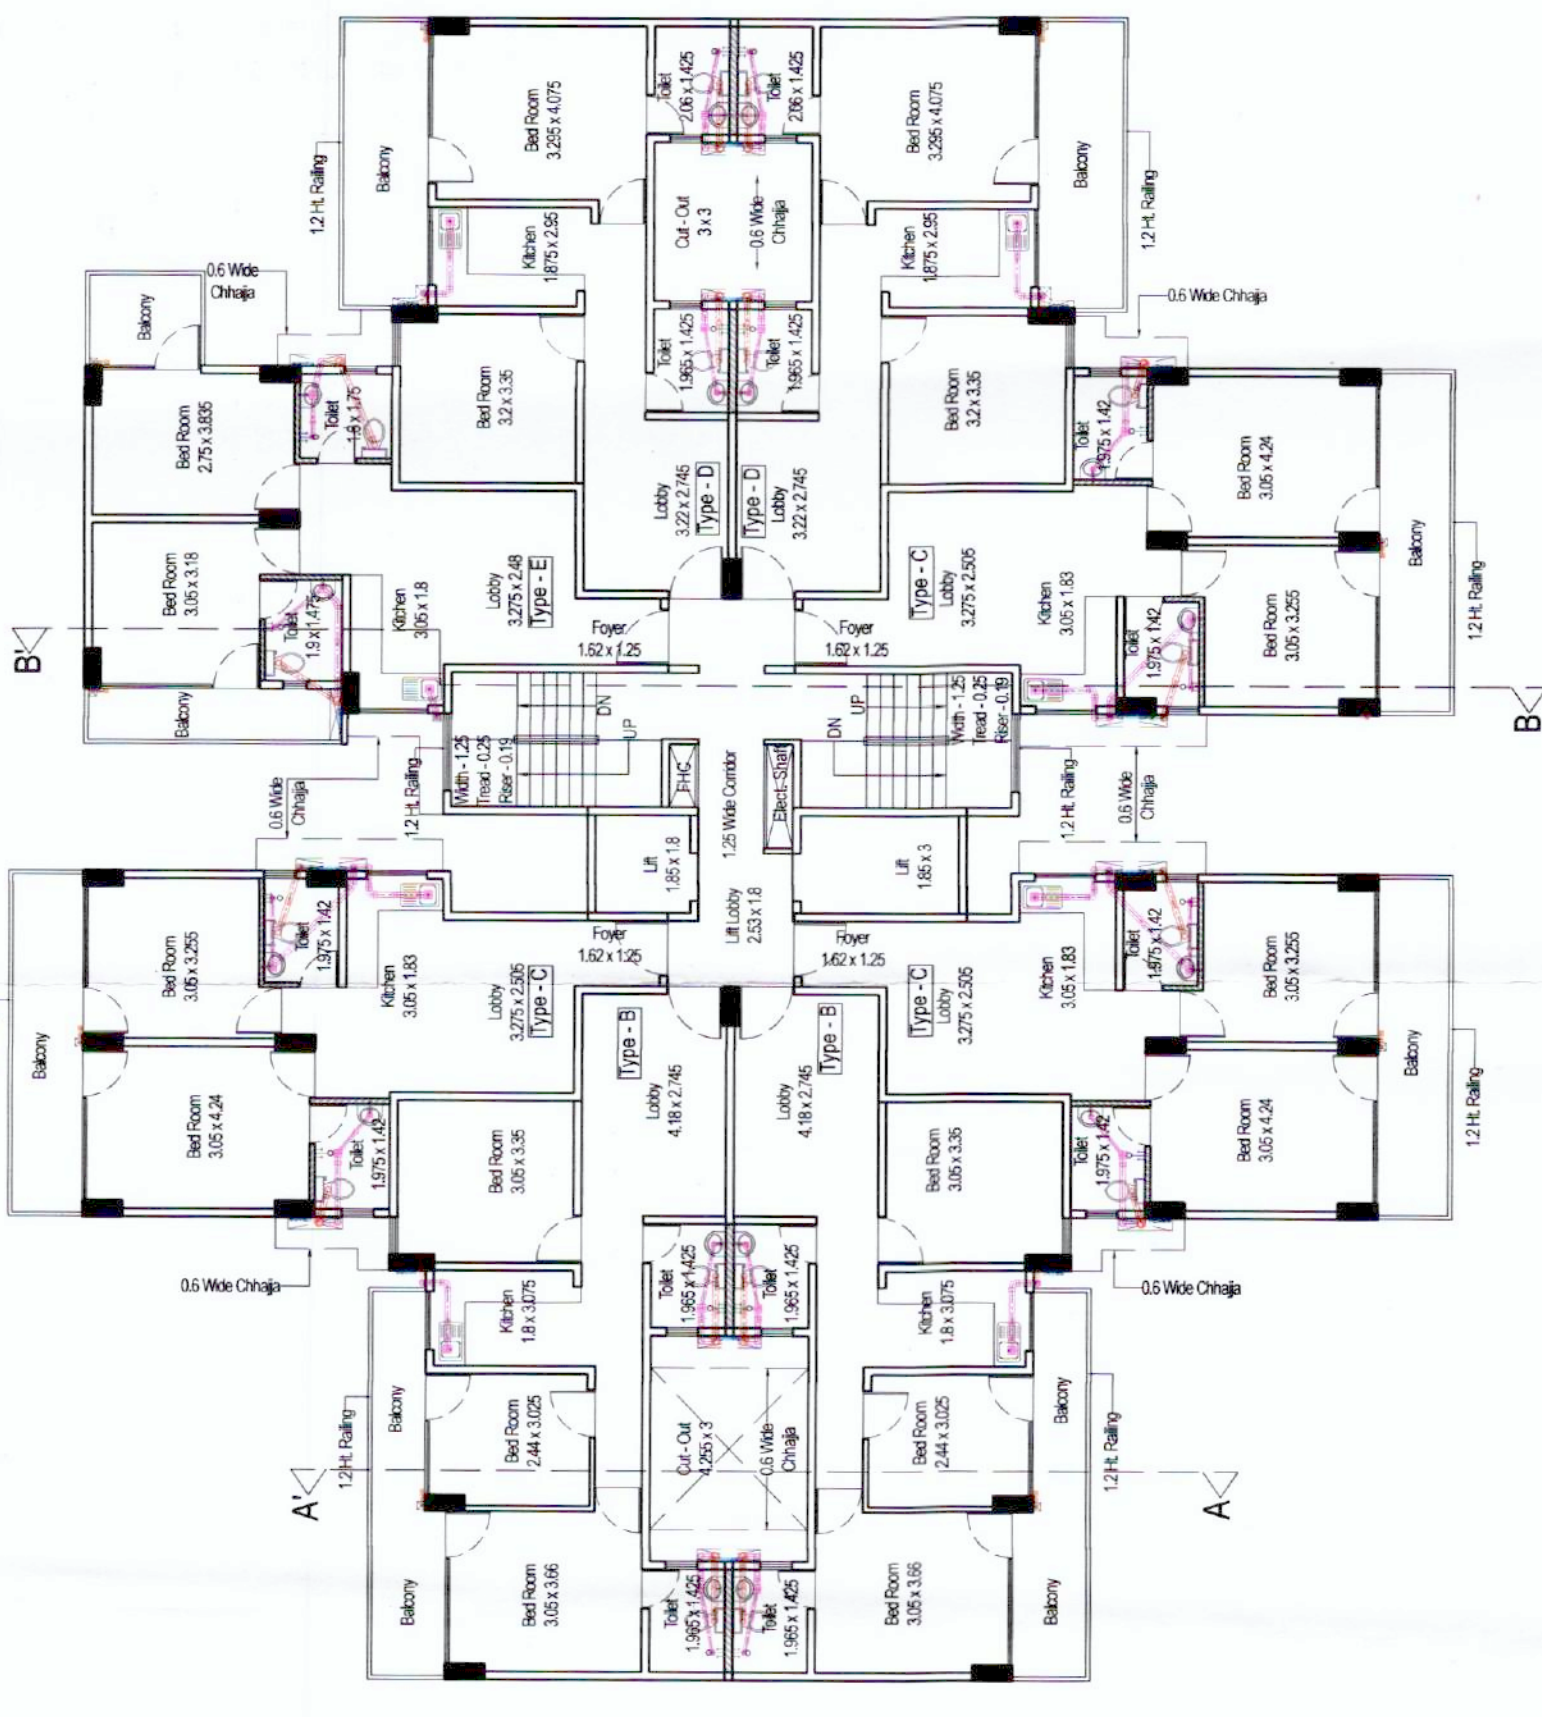 1.2 Ht. Railing
Balcony
Bed Room
3.295 x 4.075
Toilet
2.06 x 1.425
Toilet
2.06 x 1.425
Bed Room
3.295 x 4.075
Balcony
1.2 Ht. Railing
Kitchen
1.875 x 2.95
Cut - Out
3 x 3
0.6 Wide
Chhajja
Kitchen
1.875 x 2.95
0.6 Wide
Chhajja
Balcony
0.6 Wide Chhajja
Bed Room
2.75 x 3.835
Toilet
1.8 x 1.75
Bed Room
3.2 x 3.35
Toilet
1.965 x 1.425
Toilet
1.965 x 1.425
Bed Room
3.2 x 3.35
Toilet
1.975 x 1.42
Bed Room
3.05 x 4.24
Balcony
1.2 Ht. Railing
Lobby
3.22 x 2.745
Type - D
Type - D
Lobby
3.22 x 2.745
Bed Room
3.05 x 3.18
Toilet
1.9 x 1.475
Kitchen
3.05 x 1.8
Lobby
3.275 x 2.48
Type - E
Type - C
Lobby
3.275 x 2.505
Kitchen
3.05 x 1.83
Toilet
1.975 x 1.42
Bed Room
3.05 x 3.255
B'
Foyer
1.62 x 1.25
Foyer
1.62 x 1.25
Balcony
B
DN
UP
Width - 1.25
Tread - 0.25
Riser - 0.19
DN
UP
Width - 1.25
Tread - 0.25
Riser - 0.19
0.6 Wide
Chhajja
1.2 Ht. Railing
FHC
1.25 Wide Corridor
Elect. Shaft
1.2 Ht. Railing
0.6 Wide
Chhajja
Lift
1.85 x 1.8
Lift
1.85 x 3
Lift Lobby
2.53 x 1.8
Foyer
1.62 x 1.25
Foyer
1.62 x 1.25
Balcony
Bed Room
3.05 x 3.255
Toilet
1.975 x 1.42
Kitchen
3.05 x 1.83
Lobby
3.275 x 2.505
Type - C
Type - B
Type - B
Type - C
Lobby
3.275 x 2.505
Kitchen
3.05 x 1.83
Toilet
1.975 x 1.42
Bed Room
3.05 x 3.255
Balcony
1.2 Ht. Railing
Bed Room
3.05 x 4.24
Toilet
1.975 x 1.42
Bed Room
3.05 x 3.35
Lobby
4.18 x 2.745
Lobby
4.18 x 2.745
Bed Room
3.05 x 3.35
Toilet
1.975 x 1.42
Bed Room
3.05 x 4.24
0.6 Wide Chhajja
Kitchen
1.8 x 3.075
Toilet
1.965 x 1.425
Toilet
1.965 x 1.425
Kitchen
1.8 x 3.075
0.6 Wide Chhajja
1.2 Ht. Railing
Balcony
Bed Room
2.44 x 3.025
Cut - Out
4.255 x 3
0.6 Wide
Chhajja
Bed Room
2.44 x 3.025
Balcony
1.2 Ht. Railing
A'
A
Balcony
Bed Room
3.05 x 3.66
Toilet
1.965 x 1.425
Toilet
1.965 x 1.425
Bed Room
3.05 x 3.66
Balcony